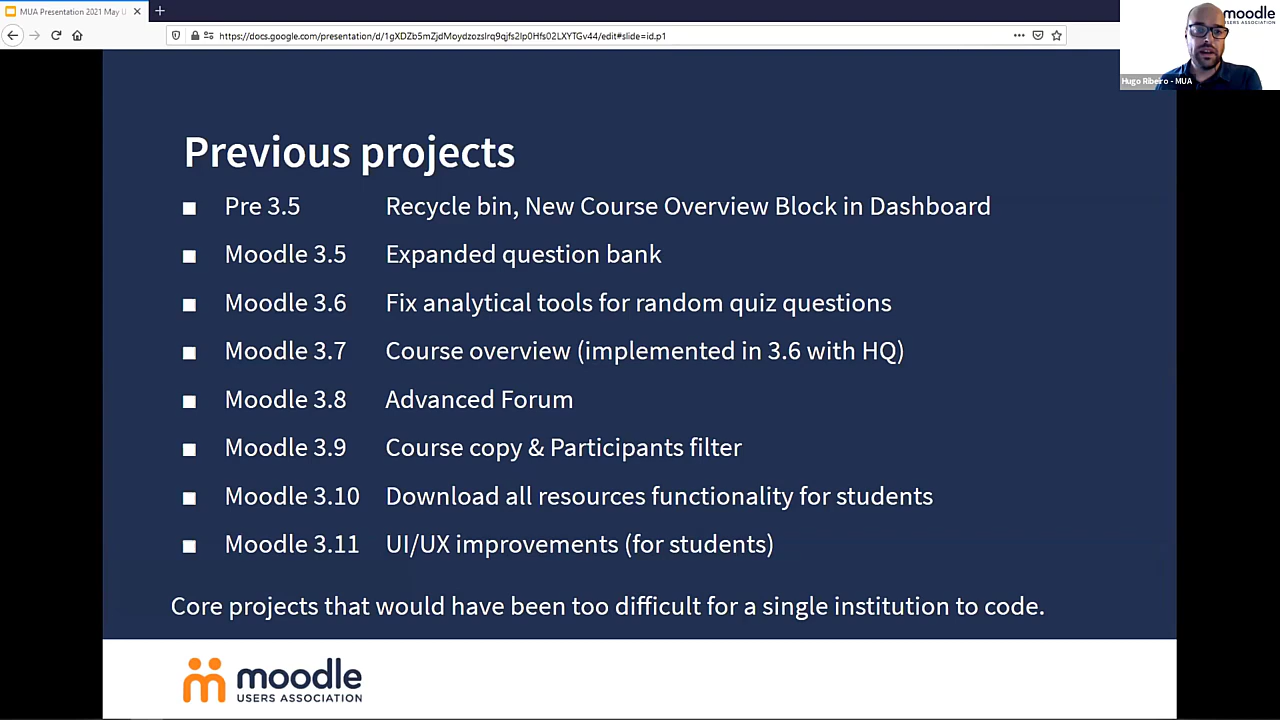 MUA Presentation 2021 May U
https://docs.google.com/presentation/d/1gXDZb5mZjdMoydzozslrq9qjfs2lp0Hfs02LXYTGv44/edit#slide=id.p1
moodle
USERS ASSOCIATION
Hugo Ribeiro - MUA
Previous projects
Pre 3.5 Recycle bin, New Course Overview Block in Dashboard
Moodle 3.5 Expanded question bank
Moodle 3.6 Fix analytical tools for random quiz questions
Moodle 3.7 Course overview (implemented in 3.6 with HQ)
Moodle 3.8 Advanced Forum
Moodle 3.9 Course copy & Participants filter
Moodle 3.10 Download all resources functionality for students
Moodle 3.11 UI/UX improvements (for students)
Core projects that would have been too difficult for a single institution to code.
moodle
USERS ASSOCIATION